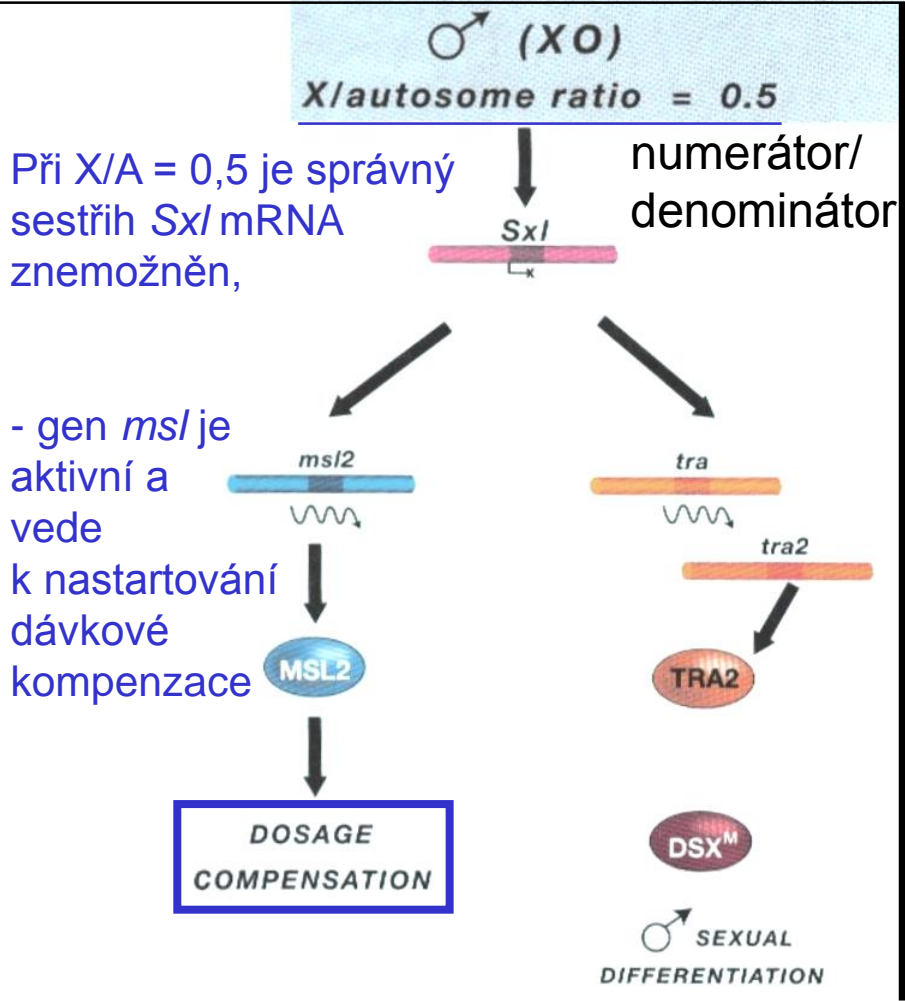 ♂ (XO)
X/autosome ratio = 0.5
Při X/A = 0,5 je správný
sestřih Sxl mRNA
znemožněn,
numerátor/
denominátor
Sxl
- gen msl je
aktivní a
vede
k nastartování
dávkové
kompenzace
msl2
tra
tra2
MSL2
TRA2
DOSAGE
COMPENSATION
DSXᴹ
♂ SEXUAL
DIFFERENTIATION